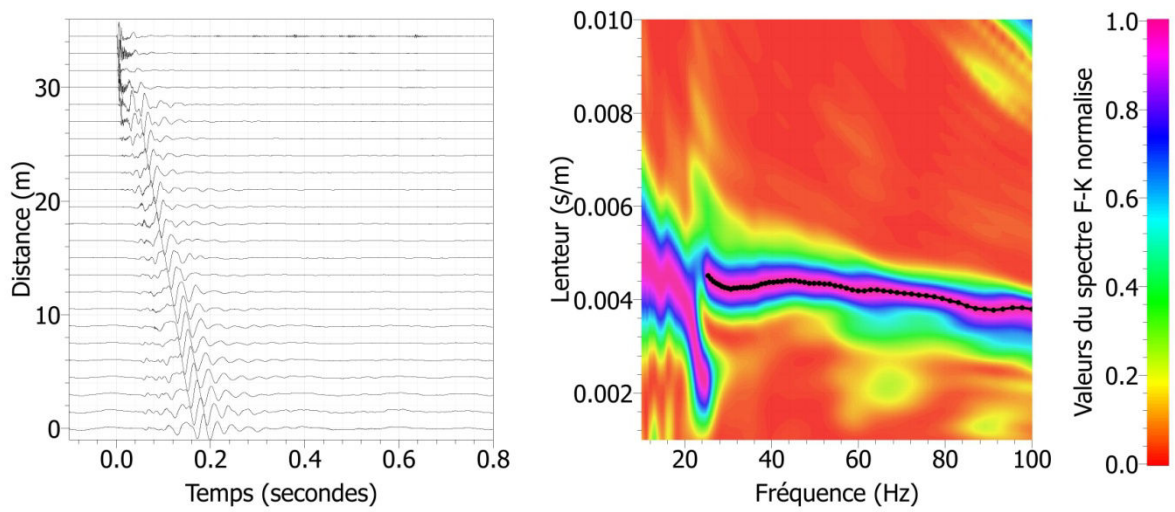 Distance (m)
30
20
10
0
0.0 0.2 0.4 0.6 0.8
Temps (secondes)
Lenteur (s/m)
0.010
0.008
0.006
0.004
0.002
20 40 60 80 100
Fréquence (Hz)
Valeurs du spectre F-K normalise
1.0
0.8
0.6
0.4
0.2
0.0